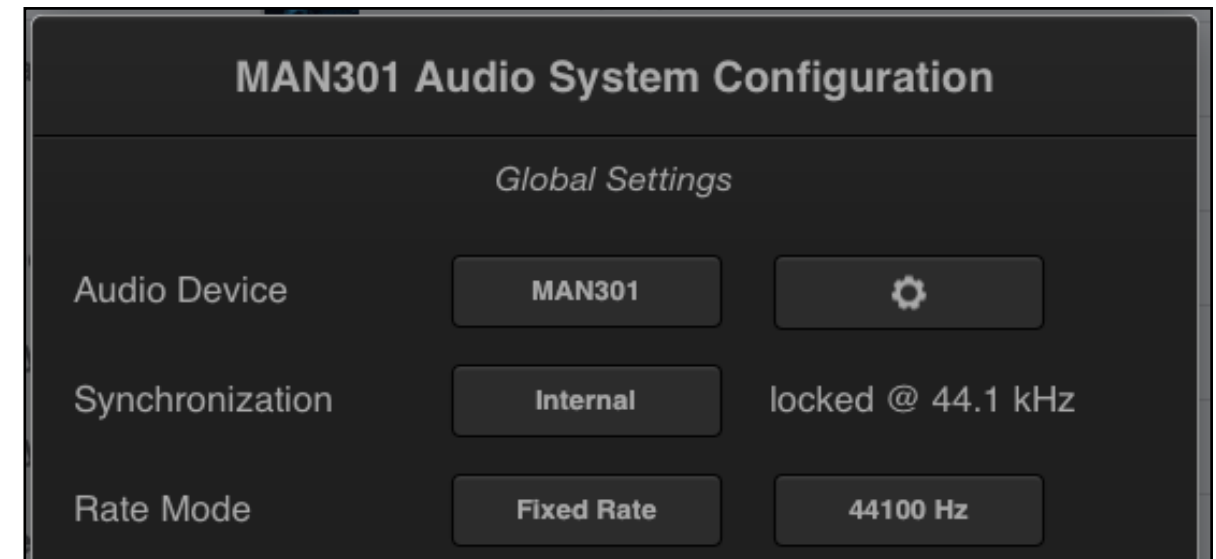 MAN301 Audio System Configuration
Global Settings
Audio Device MAN301
Synchronization Internal locked @ 44.1 kHz
Rate Mode Fixed Rate 44100 Hz